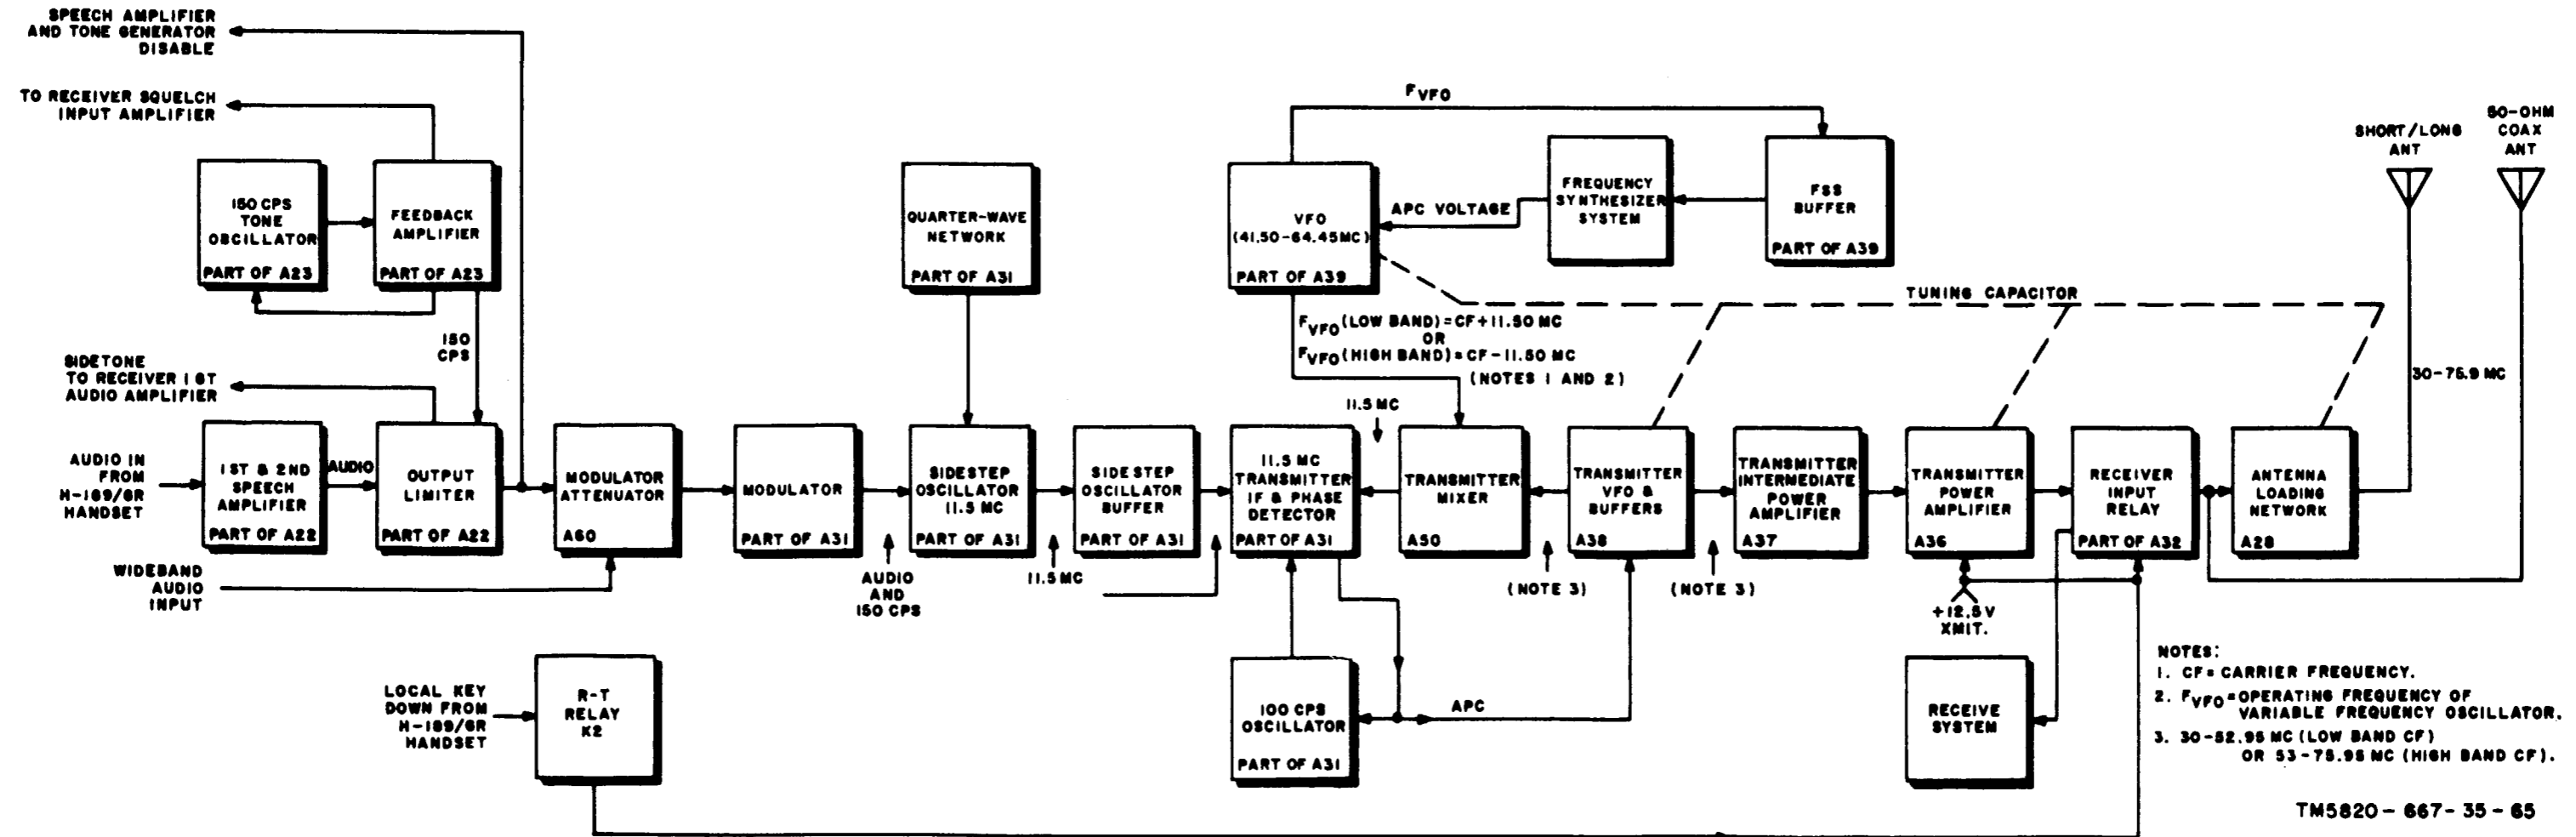 SPEECH AMPLIFIER
AND TONE GENERATOR
DISABLE
TO RECEIVER SQUELCH
INPUT AMPLIFIER
150 CPS
TONE
OSCILLATOR
PART OF A23
FEEDBACK
AMPLIFIER
PART OF A23
150
CPS
SIDETONE
TO RECEIVER 1ST
AUDIO AMPLIFIER
AUDIO IN
FROM
H-189/GR
HANDSET
1ST & 2ND
SPEECH
AMPLIFIER
PART OF A22
AUDIO
OUTPUT
LIMITER
PART OF A22
WIDEBAND
AUDIO
INPUT
MODULATOR
ATTENUATOR
A60
MODULATOR
PART OF A31
AUDIO
AND
150 CPS
QUARTER-WAVE
NETWORK
PART OF A31
SIDESTEP
OSCILLATOR
11.5 MC
PART OF A31
11.5 MC
SIDESTEP
OSCILLATOR
BUFFER
PART OF A31
11.5 MC
TRANSMITTER
IF & PHASE
DETECTOR
PART OF A31
11.5 MC
FVFO
VFO
(41.50-64.45MC)
PART OF A39
APC VOLTAGE
FREQUENCY
SYNTHESIZER
SYSTEM
FSS
BUFFER
PART OF A39
TUNING CAPACITOR
FVFO (LOW BAND)=CF+11.50 MC
OR
FVFO (HIGH BAND)=CF-11.50 MC
(NOTES 1 AND 2)
TRANSMITTER
MIXER
A50
(NOTE 3)
TRANSMITTER
VFO &
BUFFERS
A38
(NOTE 3)
TRANSMITTER
INTERMEDIATE
POWER
AMPLIFIER
A37
TRANSMITTER
POWER
AMPLIFIER
A36
RECEIVER
INPUT
RELAY
PART OF A32
ANTENNA
LOADING
NETWORK
A28
SHORT/LONG
ANT
50-OHM
COAX
ANT
30-75.9 MC
+12.5V
XMIT.
LOCAL KEY
DOWN FROM
H-189/GR
HANDSET
R-T
RELAY
K2
100 CPS
OSCILLATOR
PART OF A31
APC
RECEIVE
SYSTEM
NOTES:
1. CF= CARRIER FREQUENCY.
2. FVFO=OPERATING FREQUENCY OF
VARIABLE FREQUENCY OSCILLATOR.
3. 30-52.95 MC (LOW BAND CF)
OR 53-75.95 MC (HIGH BAND CF).
TM5820-667-35-65